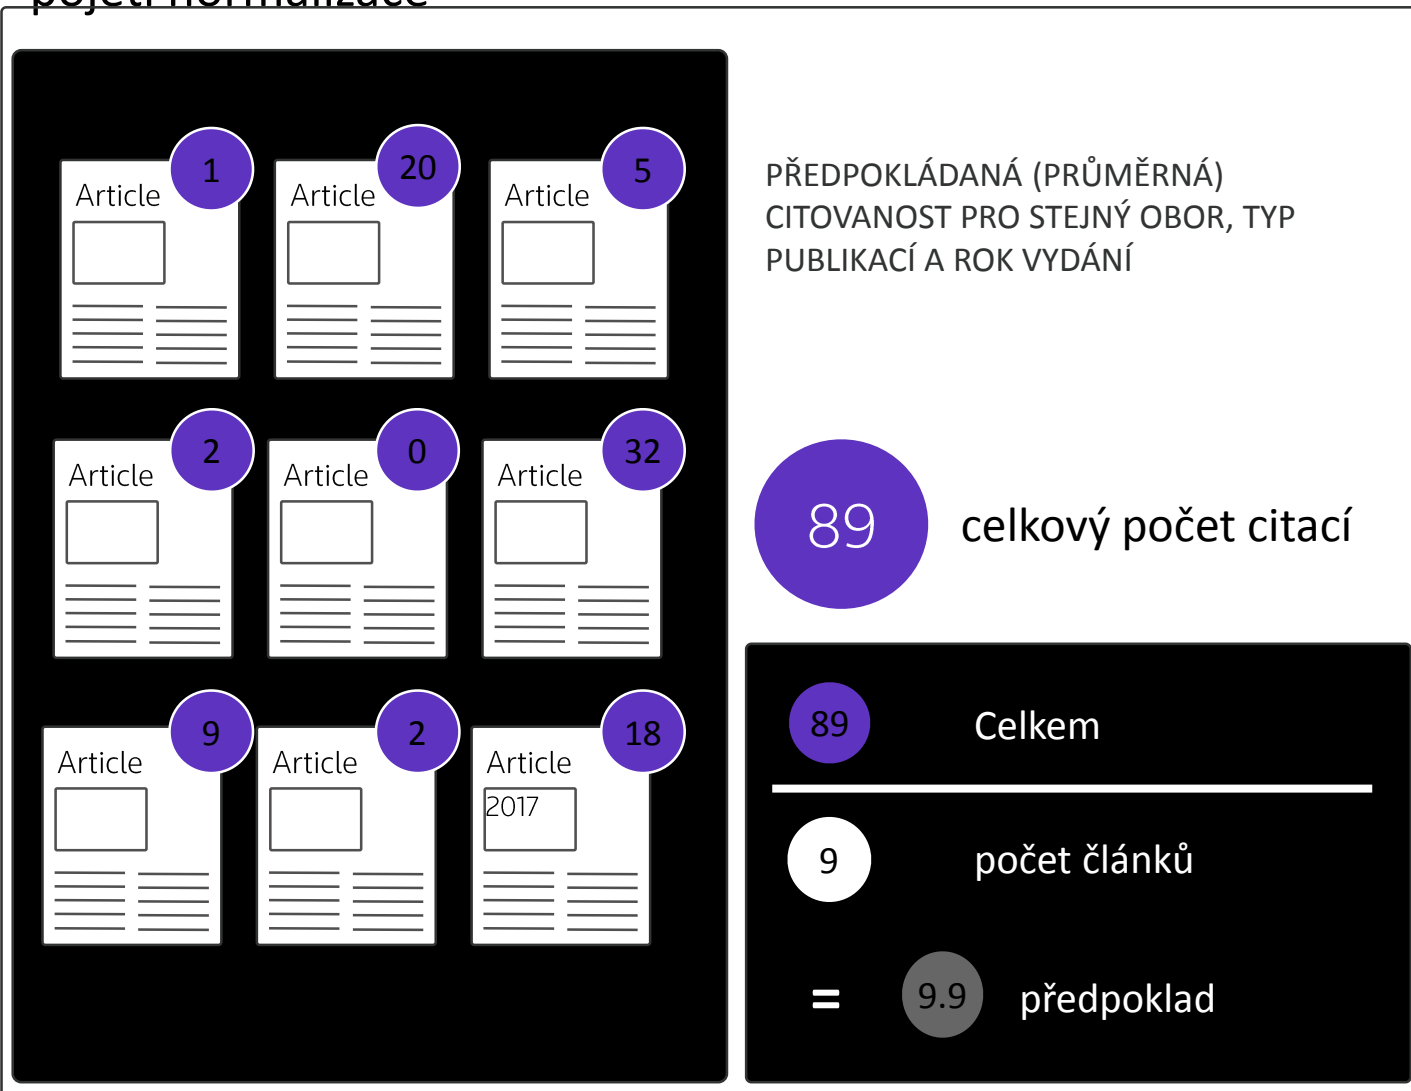 pojetí normalizace
1
20
5
Article
Article
Article
PŘEDPOKLÁDANÁ (PRŮMĚRNÁ)
CITOVANOST PRO STEJNÝ OBOR, TYP
PUBLIKACÍ A ROK VYDÁNÍ
2
0
32
Article
Article
Article
89 celkový počet citací
9
2
18
Article
Article
Article
2017
89 Celkem
9 počet článků
= 9.9 předpoklad